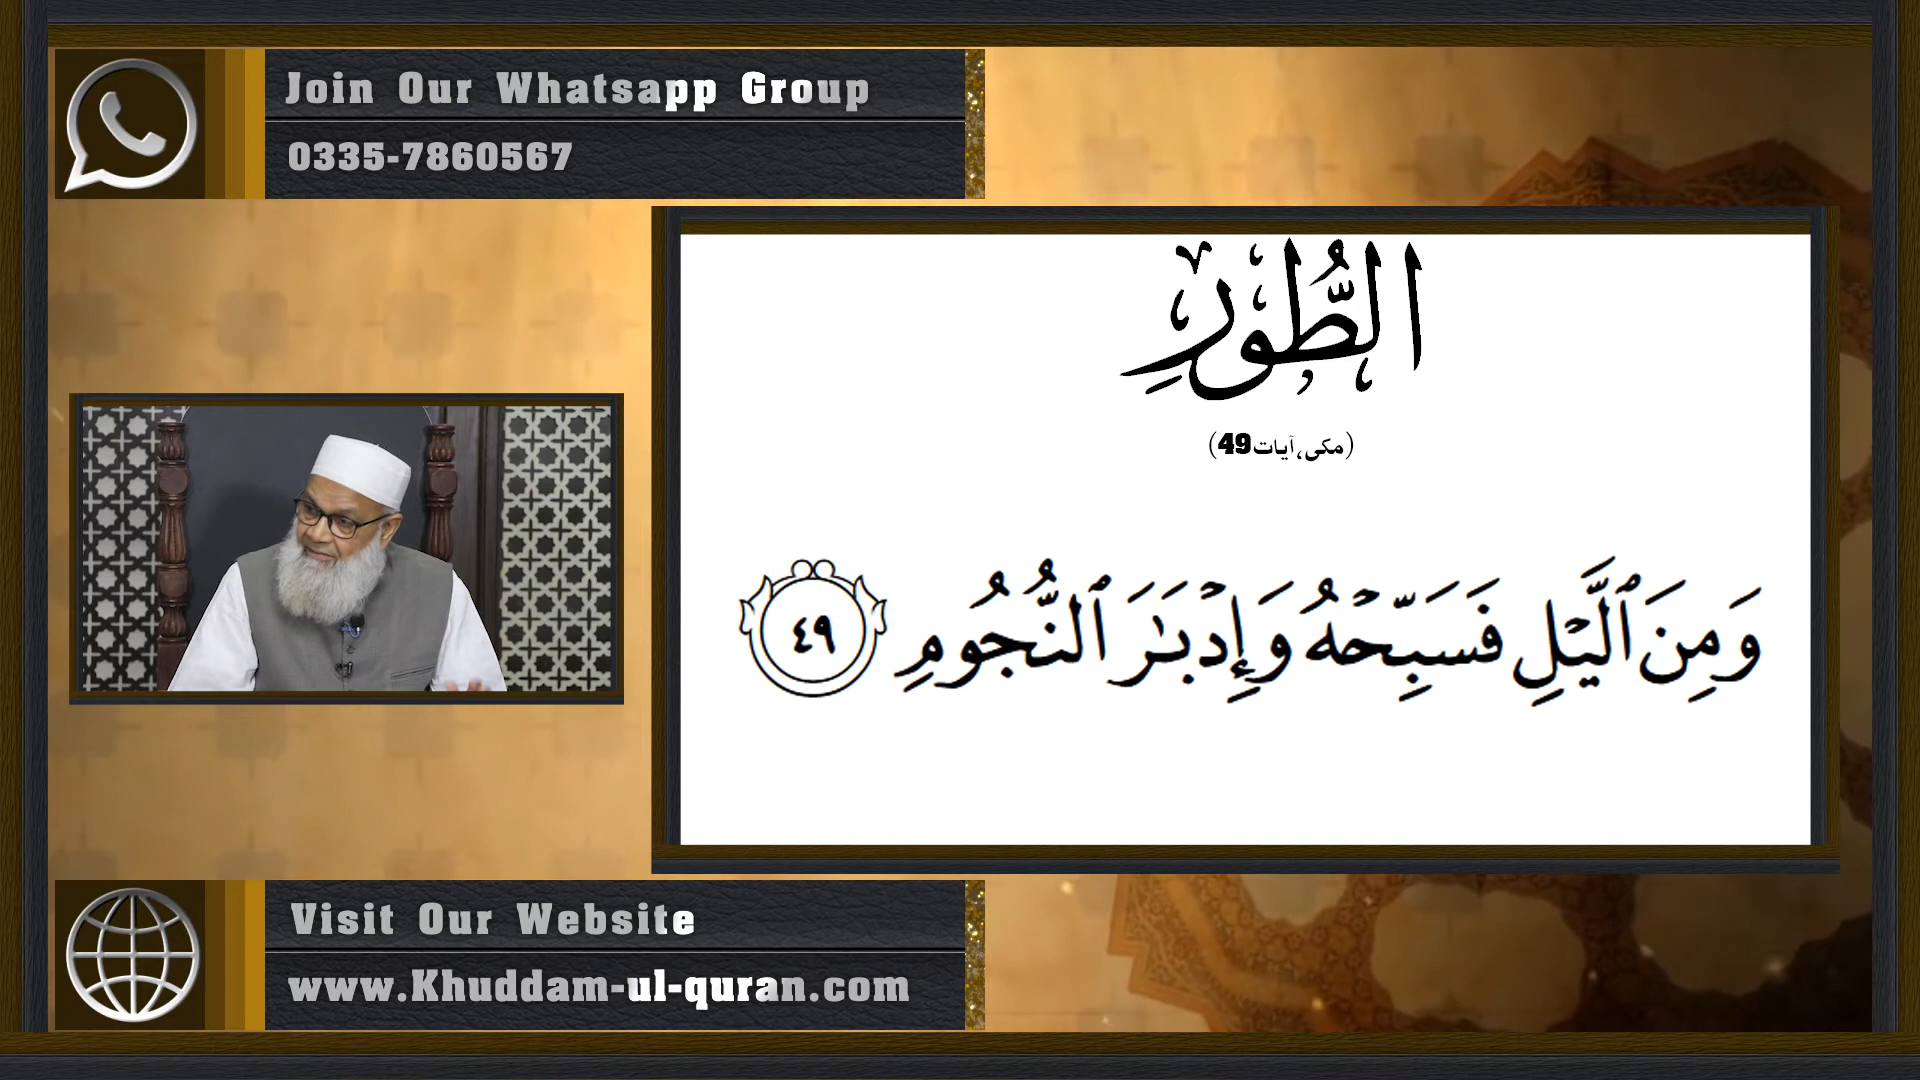 Join Our Whatsapp Group
0335-7860567
الطُّورِ
(مکی، آیات 49)
وَمِنَ ٱلَّيۡلِ فَسَبِّحۡهُ وَإِدۡبَٰرَ ٱلنُّجُومِ ٤٩
Visit Our Website
www.Khuddam-ul-quran.com